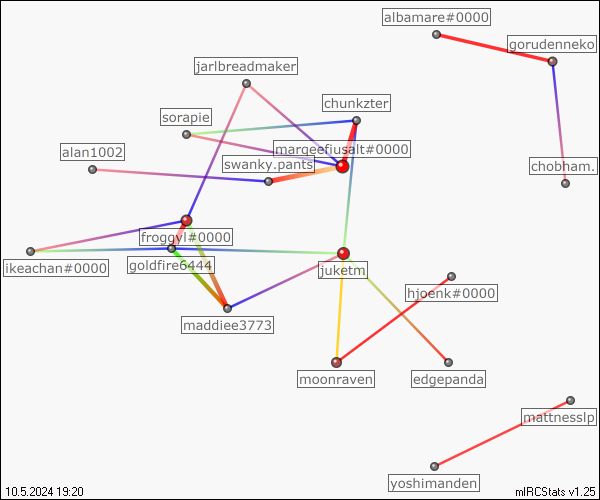 albamare#0000
gorudenneko
jarlbreadmaker
chunkzter
sorapie
marqeefiusalt#0000
alan1002
swanky.pants
chobham.
froggyl#0000
goldfire6444
ikeachan#0000
juketm
hjoenk#0000
maddiee3773
moonraven
edgepanda
mattnesslp
yoshimanden
10.5.2024 19:20
mIRCStats v1.25